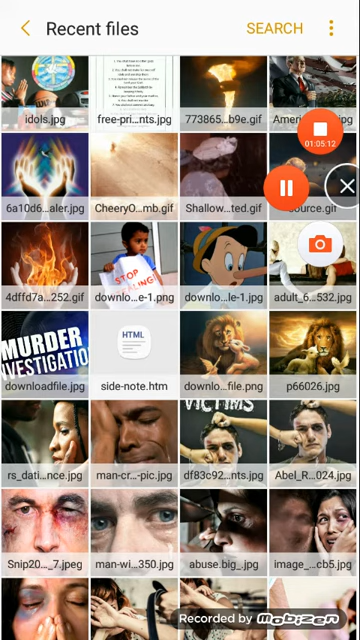 Recent files
SEARCH
idols.jpg
free-pri...nts.jpg
773865...b9e.gif
01:05:12
6a10d6...aler.jpg
CheeryO...mb.gif
Shallow...ted.gif
source.gif
STOP
4dffd7a...252.gif
downlo...e-1.png
downlo...le-1.jpg
adult_6...532.jpg
MURDER
INVESTIGATIO
HTML
downloadfile.jpg
side-note.htm
downlo...file.png
p66026.jpg
VICTIMS
rs_dati...nce.jpg
man-cr...-pic.jpg
df83c92...nts.jpg
Abel_R...024.jpg
Snip20..._7.jpeg
man-wi...350.jpg
abuse.big_.jpg
image_...cb5.jpg
Recorded by Mobizen